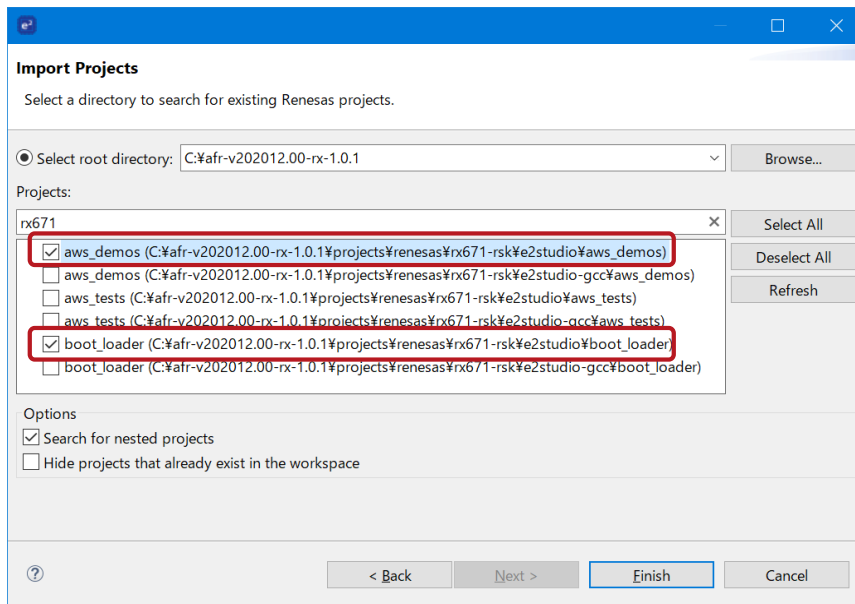 e²
Import Projects
Select a directory to search for existing Renesas projects.
Select root directory: C:¥afr-v202012.00-rx-1.0.1 Browse...
Projects:
rx671 Select All
aws_demos (C:¥afr-v202012.00-rx-1.0.1¥projects¥renesas¥rx671-rsk¥e2studio¥aws_demos) Deselect All
aws_demos (C:¥afr-v202012.00-rx-1.0.1¥projects¥renesas¥rx671-rsk¥e2studio-gcc¥aws_demos)
aws_tests (C:¥afr-v202012.00-rx-1.0.1¥projects¥renesas¥rx671-rsk¥e2studio¥aws_tests) Refresh
aws_tests (C:¥afr-v202012.00-rx-1.0.1¥projects¥renesas¥rx671-rsk¥e2studio-gcc¥aws_tests)
boot_loader (C:¥afr-v202012.00-rx-1.0.1¥projects¥renesas¥rx671-rsk¥e2studio¥boot_loader)
boot_loader (C:¥afr-v202012.00-rx-1.0.1¥projects¥renesas¥rx671-rsk¥e2studio-gcc¥boot_loader)
Options
Search for nested projects
Hide projects that already exist in the workspace
? < Back Next > Finish Cancel